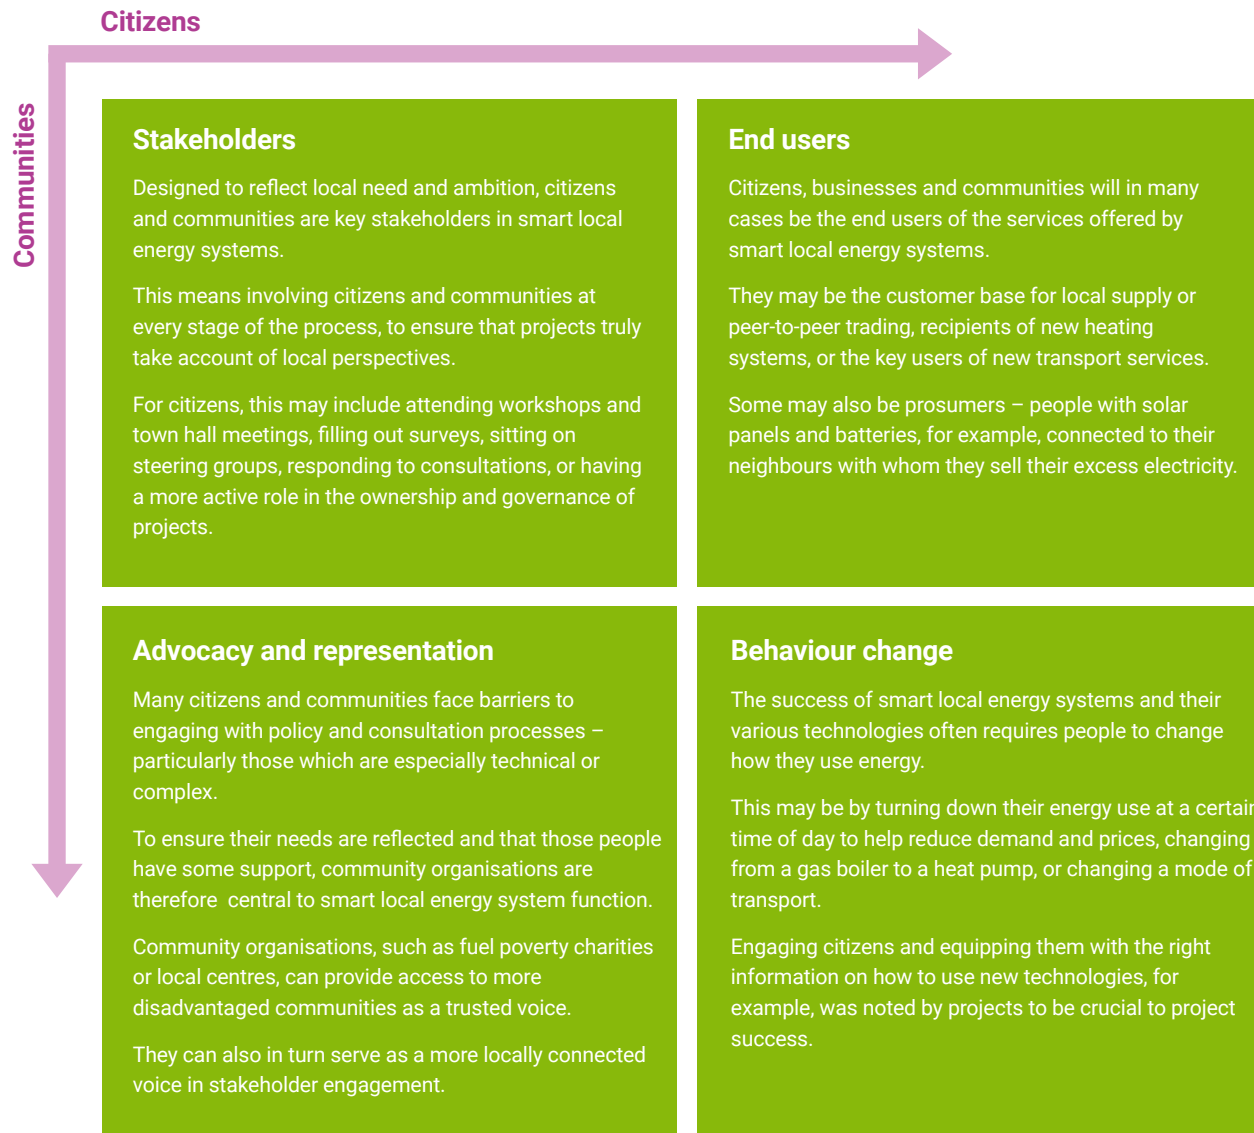 Citizens
Communities
Stakeholders
Designed to reflect local need and ambition, citizens
and communities are key stakeholders in smart local
energy systems.
This means involving citizens and communities at
every stage of the process, to ensure that projects truly
take account of local perspectives.
For citizens, this may include attending workshops and
town hall meetings, filling out surveys, sitting on
steering groups, responding to consultations, or having
a more active role in the ownership and governance of
projects.
End users
Citizens, businesses and communities will in many
cases be the end users of the services offered by
smart local energy systems.
They may be the customer base for local supply or
peer-to-peer trading, recipients of new heating
systems, or the key users of new transport services.
Some may also be prosumers – people with solar
panels and batteries, for example, connected to their
neighbours with whom they sell their excess electricity.
Advocacy and representation
Many citizens and communities face barriers to
engaging with policy and consultation processes –
particularly those which are especially technical or
complex.
To ensure their needs are reflected and that those people
have some support, community organisations are
therefore  central to smart local energy system function.
Community organisations, such as fuel poverty charities
or local centres, can provide access to more
disadvantaged communities as a trusted voice.
They can also in turn serve as a more locally connected
voice in stakeholder engagement.
Behaviour change
The success of smart local energy systems and their
various technologies often requires people to change
how they use energy.
This may be by turning down their energy use at a certain
time of day to help reduce demand and prices, changing
from a gas boiler to a heat pump, or changing a mode of
transport.
Engaging citizens and equipping them with the right
information on how to use new technologies, for
example, was noted by projects to be crucial to project
success.